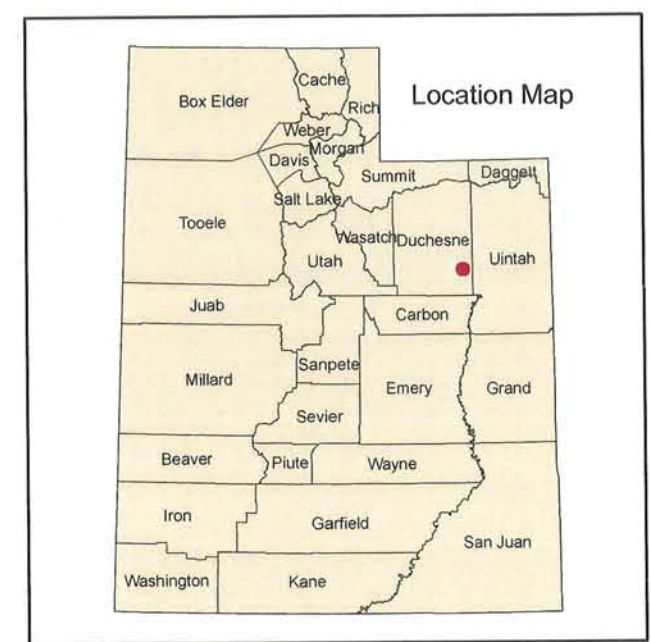 Location Map
Cache
Box Elder
Rich
Weber
Morgan
Davis
Summit
Daggett
Salt Lake
Tooele
Wasatch
Duchesne
Utah
Uintah
Juab
Carbon
Sanpete
Millard
Emery
Grand
Sevier
Beaver
Piute
Wayne
Iron
Garfield
San Juan
Washington
Kane